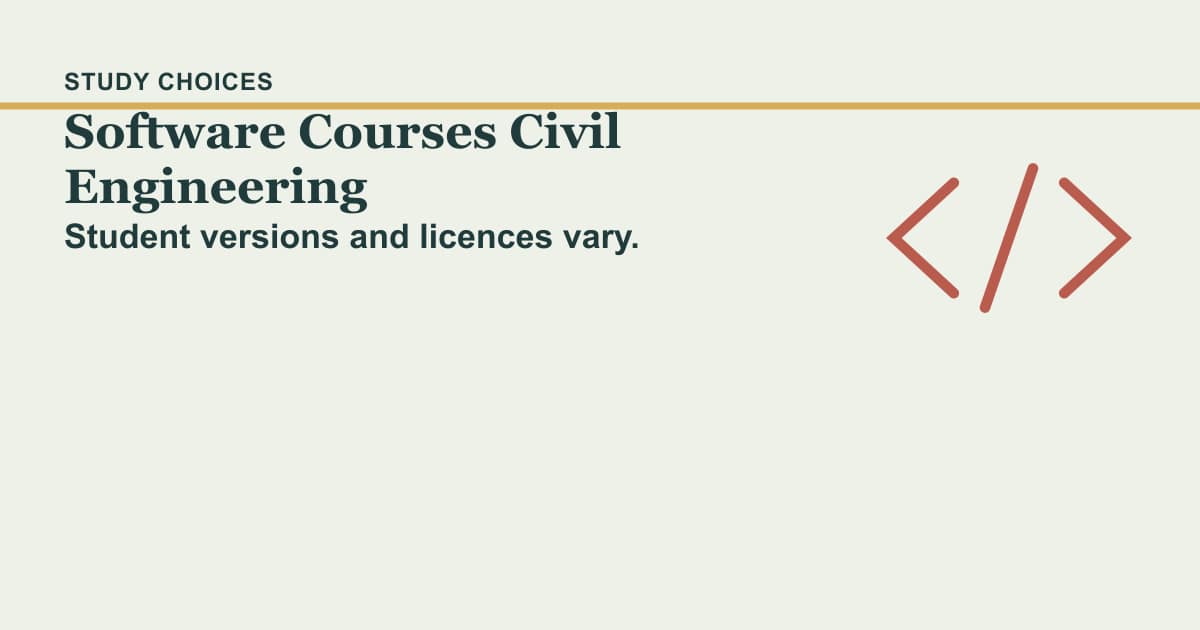 STUDY CHOICES
Software Courses Civil
Engineering
Student versions and licences vary.